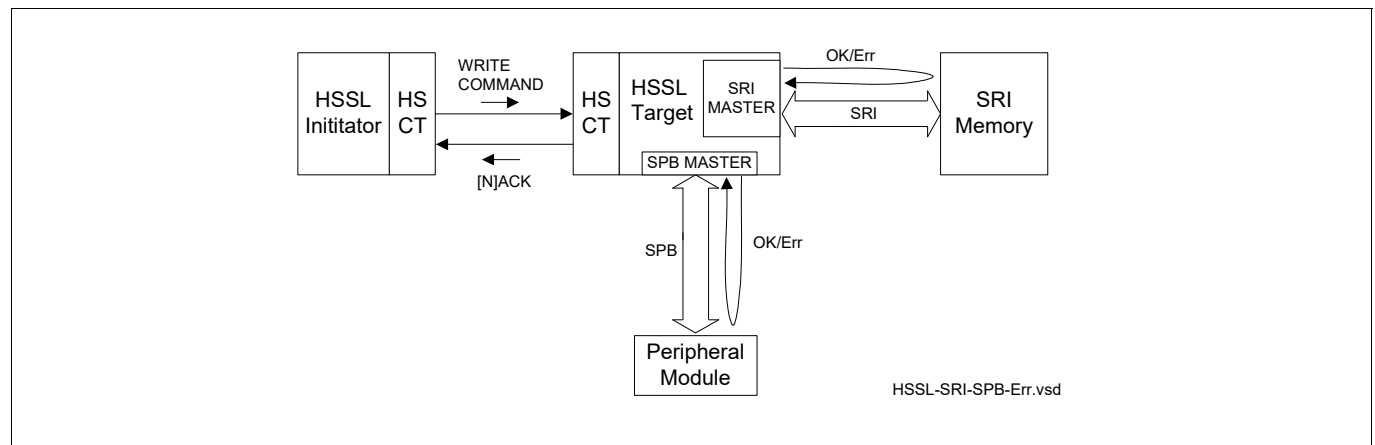 WRITE
COMMAND
HSSL
Inititator
HS
CT
[N]ACK
HS
CT
HSSL
Target
SRI
MASTER
SPB MASTER
OK/Err
SRI
SRI
Memory
SPB
OK/Err
Peripheral
Module
HSSL-SRI-SPB-Err.vsd